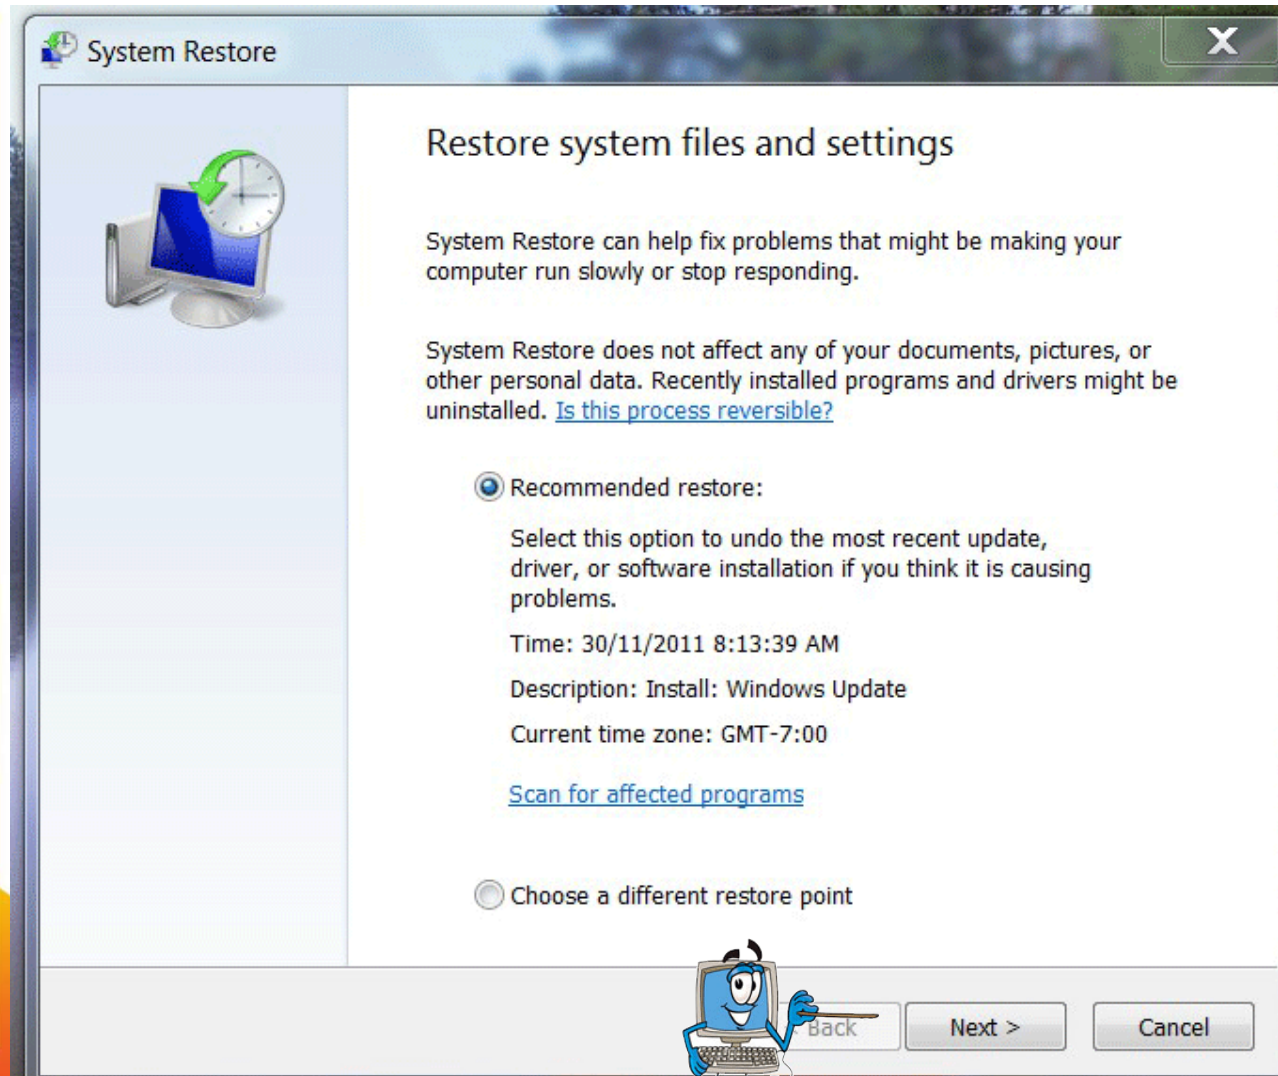 System Restore
Restore system files and settings
System Restore can help fix problems that might be making your
computer run slowly or stop responding.
System Restore does not affect any of your documents, pictures, or
other personal data. Recently installed programs and drivers might be
uninstalled. Is this process reversible?
Recommended restore:
Select this option to undo the most recent update,
driver, or software installation if you think it is causing
problems.
Time: 30/11/2011 8:13:39 AM
Description: Install: Windows Update
Current time zone: GMT-7:00
Scan for affected programs
Choose a different restore point
Back Next > Cancel